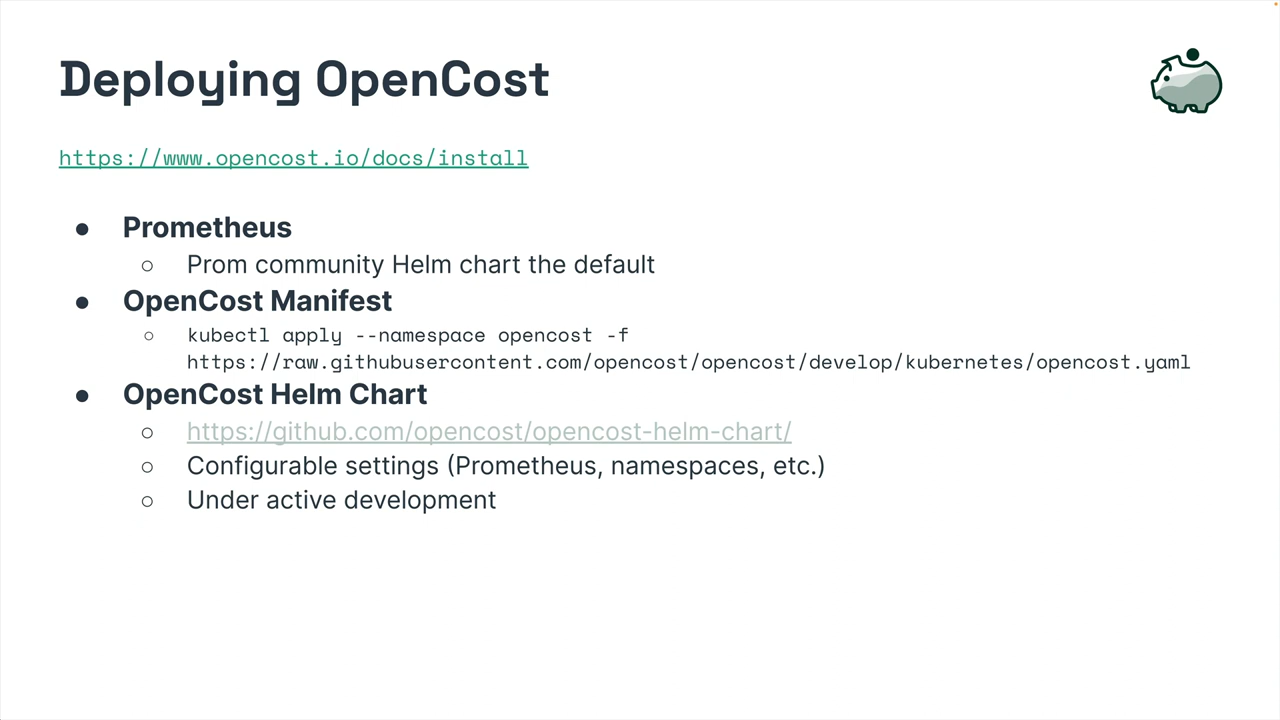 Deploying OpenCost
https://www.opencost.io/docs/install
● Prometheus
○ Prom community Helm chart the default
● OpenCost Manifest
○ kubectl apply --namespace opencost -f
https://raw.githubusercontent.com/opencost/opencost/develop/kubernetes/opencost.yaml
● OpenCost Helm Chart
○ https://github.com/opencost/opencost-helm-chart/
○ Configurable settings (Prometheus, namespaces, etc.)
○ Under active development